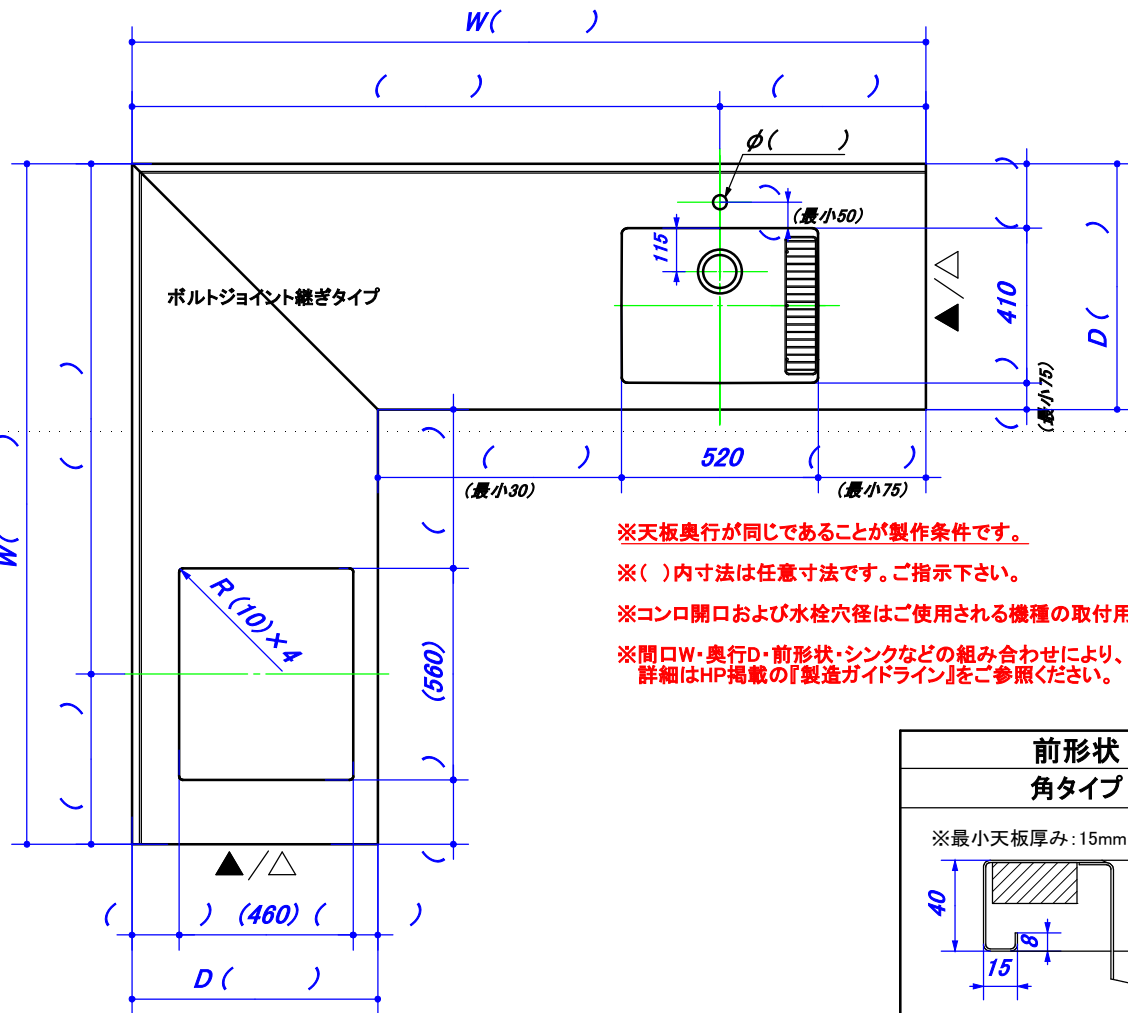 W(　　)
(　　)
(　　)
φ(　　)
(最小50)
(　)
115
ボルトジョイント継ぎタイプ
(　　)
410
D(　　)
(　　)
(最小75)
W(　　)
(　　)
(　　)
(　　)
(　　)
520
(　　)
(最小30)
(最小75)
※天板奥行が同じであることが製作条件です。
※(　)内寸法は任意寸法です。ご指示下さい。
※コンロ開口および水栓穴径はご使用される機種の取付用
※間口W・奥行D・前形状・シンクなどの組み合わせにより、
詳細はHP掲載の『製造ガイドライン』をご参照ください。
R(10)×4
(560)
(　　)
▲/△
▲/△
(　　)
(460)
(　　)
D(　　)
前形状
角タイプ
※最小天板厚み:15mm
40
8
15